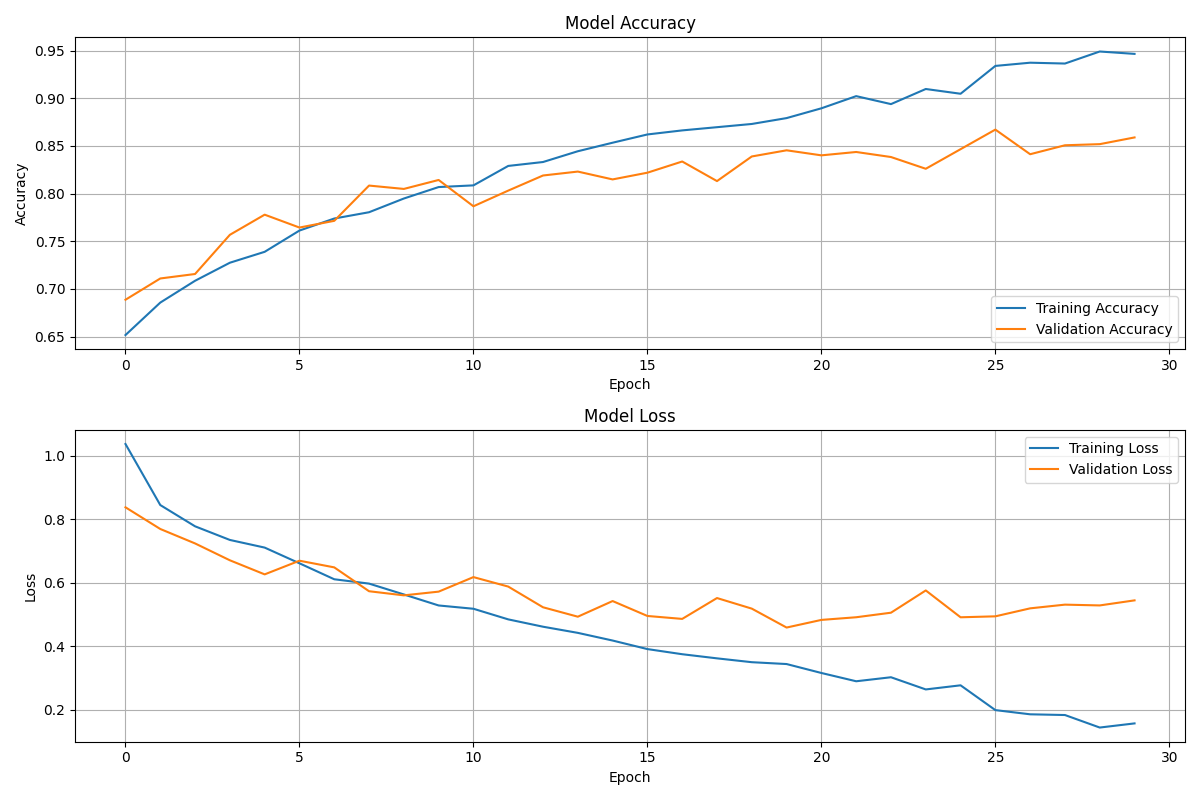 Model Accuracy
0.95
0.90
0.85
0.80
0.75
0.70
0.65
Accuracy
Training Accuracy
Validation Accuracy
0 5 10 15 20 25 30
Epoch
Model Loss
1.0
0.8
0.6
0.4
0.2
Loss
Training Loss
Validation Loss
0 5 10 15 20 25 30
Epoch